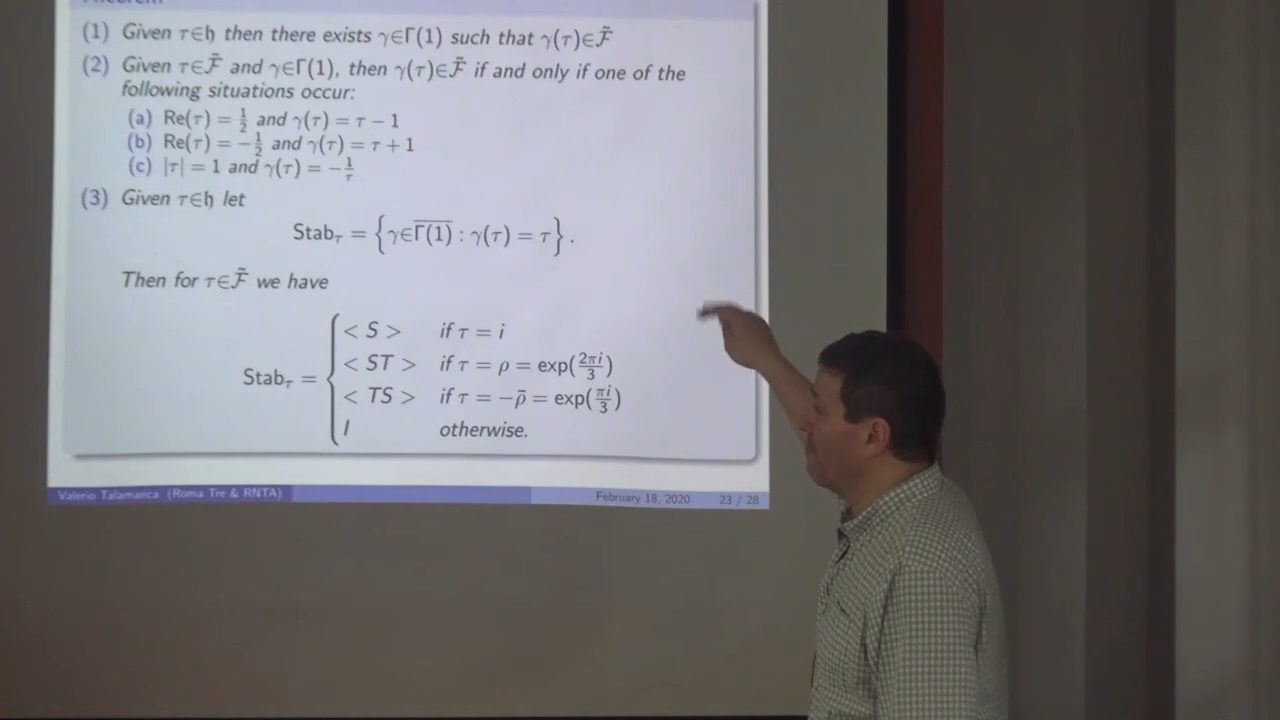 Theorem
(1) Given τ∈𝔥 then there exists γ∈Γ(1) such that γ(τ)∈F̃
(2) Given τ∈F̃ and γ∈Γ(1), then γ(τ)∈F̃ if and only if one of the
following situations occur:
(a) Re(τ) = 1/2 and γ(τ) = τ − 1
(b) Re(τ) = −1/2 and γ(τ) = τ + 1
(c) |τ| = 1 and γ(τ) = −1/τ
(3) Given τ∈𝔥 let
Stab_τ = {γ∈\overline{Γ(1)} : γ(τ) = τ}.
Then for τ∈F̃ we have
Stab_τ = { < S > if τ = i
< ST > if τ = ρ = exp(2πi/3)
< TS > if τ = −ρ̄ = exp(πi/3)
I otherwise.
Valerio Talamanca (Roma Tre & RNTA) February 18, 2020 23 / 28